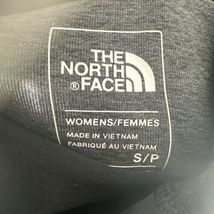 THE
NORTH
FACE
®
WOMENS/FEMMES
MADE IN VIETNAM
FABRIQUÉ AU VIETNAM
S/P